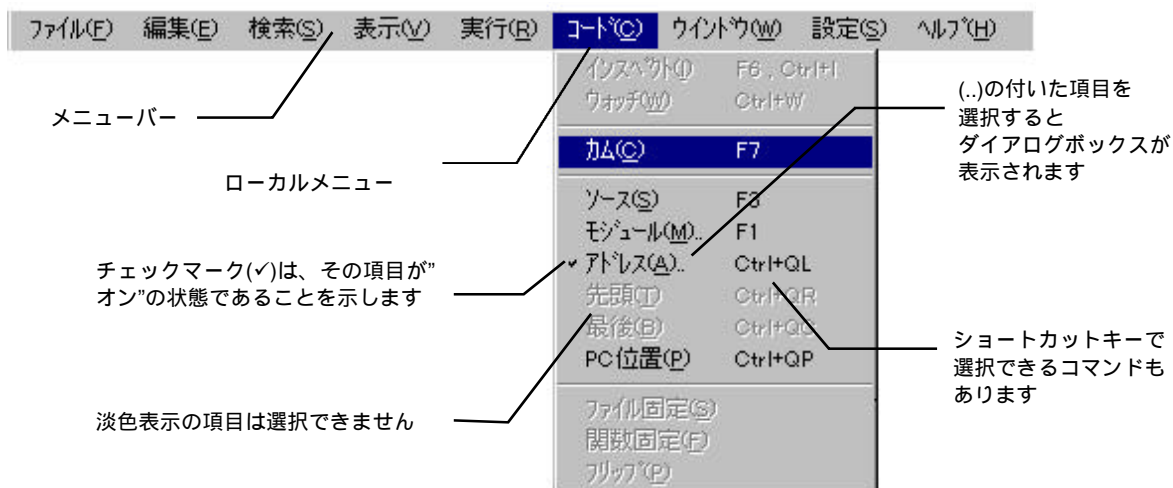 ﾌｧｲﾙ(F) 編集(E) 検索(S) 表示(V) 実行(R) ｺｰﾄﾞ(C) ｳｲﾝﾄﾞｳ(W) 設定(S) ﾍﾙﾌﾟ(H)
ｲﾝｽﾍﾟｸﾄ(I) F6 , Ctrl+I
ｳｫｯﾁ(W) Ctrl+W
ｶﾑ(C) F7
ｿｰｽ(S) F3
ﾓｼﾞｭｰﾙ(M).. F1
✓ ｱﾄﾞﾚｽ(A).. Ctrl+QL
先頭(T) Ctrl+QR
最後(B) Ctrl+QC
PC位置(P) Ctrl+QP
ﾌｧｲﾙ固定(S)
関数固定(F)
ﾌﾘｯﾌﾟ(P)
メニューバー
ローカルメニュー
チェックマーク(✓)は、その項目が”
オン”の状態であることを示します
淡色表示の項目は選択できません
(..)の付いた項目を
選択すると
ダイアログボックスが
表示されます
ショートカットキーで
選択できるコマンドも
あります